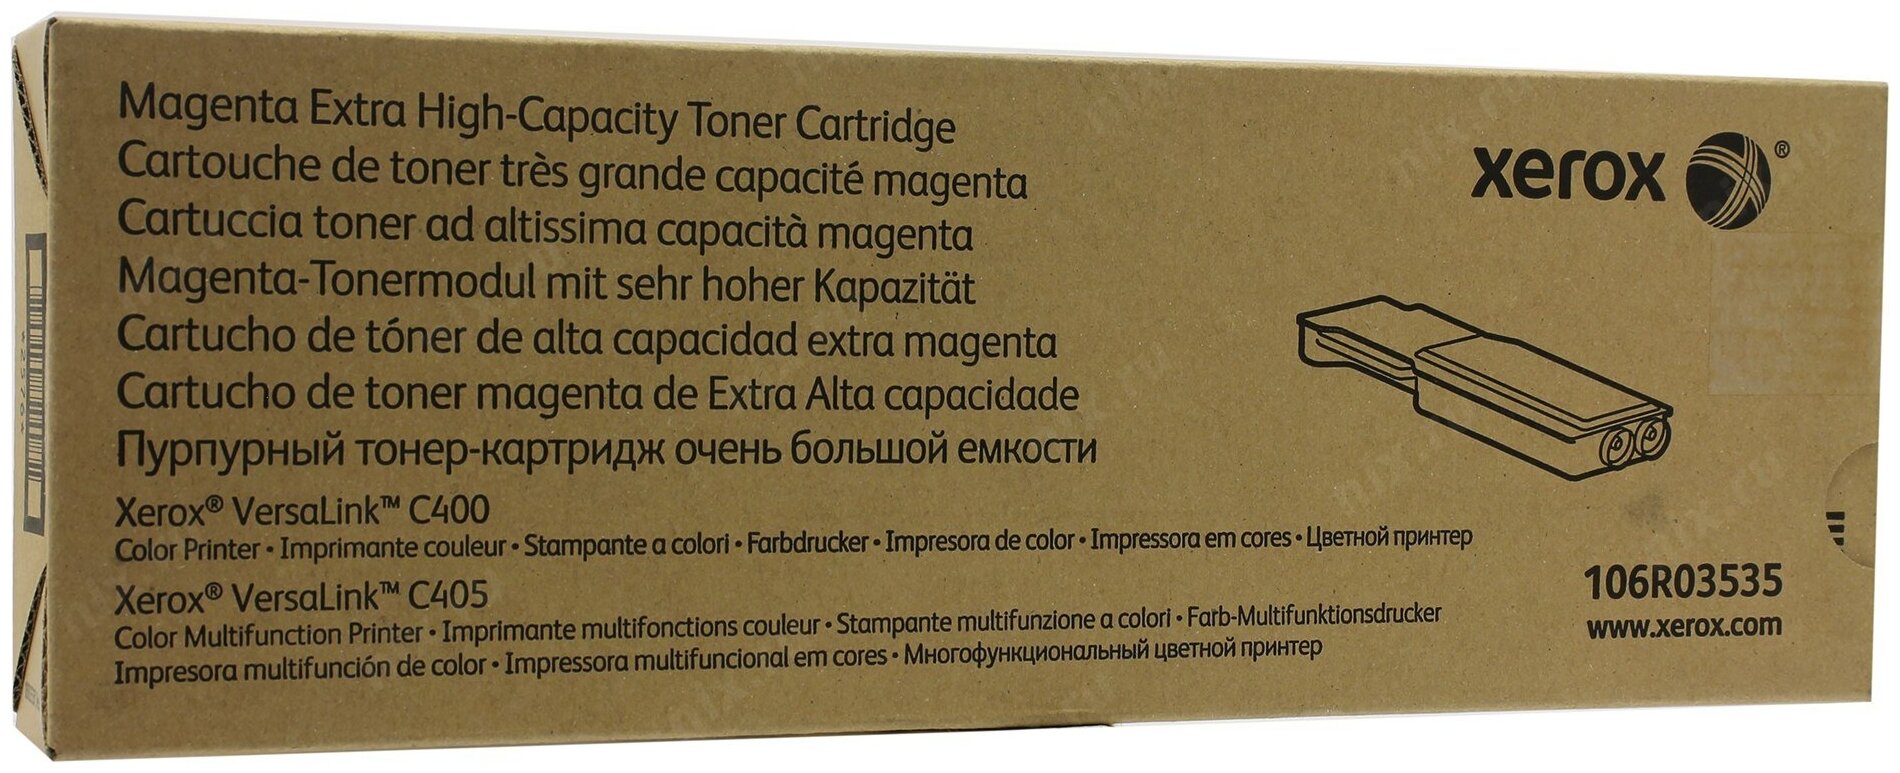 Magenta Extra High-Capacity Toner Cartridge
Cartouche de toner très grande capacité magenta
Cartuccia toner ad altissima capacità magenta
Magenta-Tonermodul mit sehr hoher Kapazität
Cartucho de tóner de alta capacidad extra magenta
Cartucho de toner magenta de Extra Alta capacidade
Пурпурный тонер-картридж очень большой емкости
Xerox® VersaLink™ C400
Color Printer • Imprimante couleur • Stampante a colori • Farbdrucker • Impresora de color • Impressora em cores • Цветной принтер
Xerox® VersaLink™ C405
Color Multifunction Printer • Imprimante multifonctions couleur • Stampante multifunzione a colori • Farb-Multifunktionsdrucker
Impresora multifunción de color • Impressora multifuncional em cores • Многофункциональный цветной принтер
xerox ®
106R03535
www.xerox.com